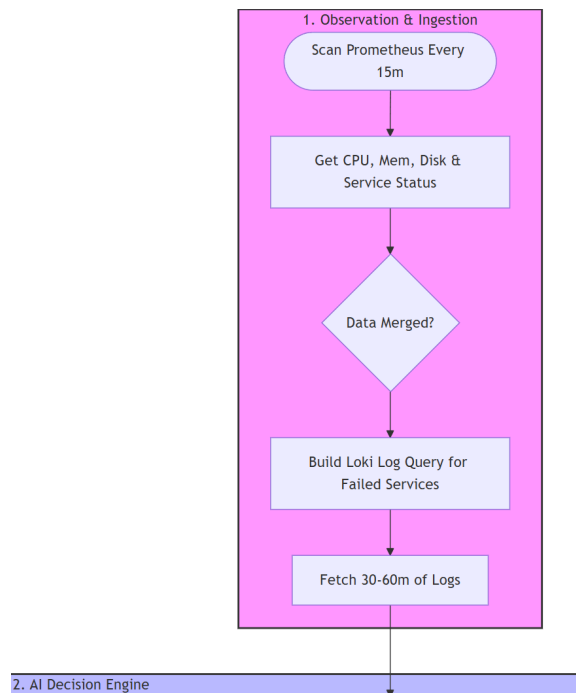 1. Observation & Ingestion
Scan Prometheus Every
15m
Get CPU, Mem, Disk &
Service Status
Data Merged?
Build Loki Log Query for
Failed Services
Fetch 30-60m of Logs
2. AI Decision Engine